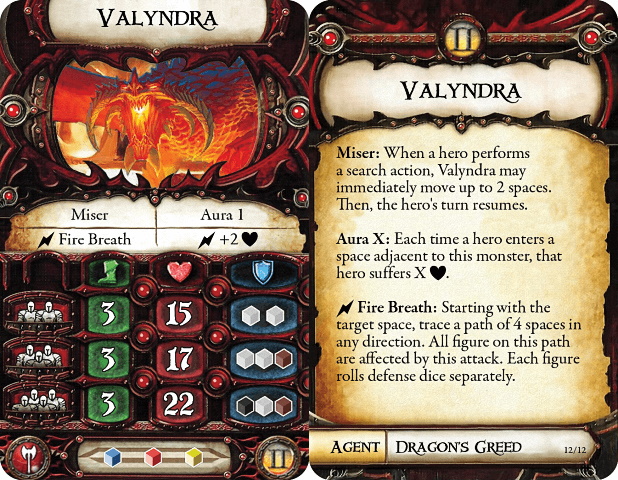 VALYNDRA
Miser
Aura 1
Fire Breath
+2
3 15
3 17
3 22
II
II
VALYNDRA
Miser: When a hero performs
a search action, Valyndra may
immediately move up to 2 spaces.
Then, the hero's turn resumes.
Aura X: Each time a hero enters a
space adjacent to this monster, that
hero suffers X .
Fire Breath: Starting with the
target space, trace a path of 4 spaces in
any direction. All figure on this path
are affected by this attack. Each figure
rolls defense dice separately.
AGENT DRAGON'S GREED 12/12